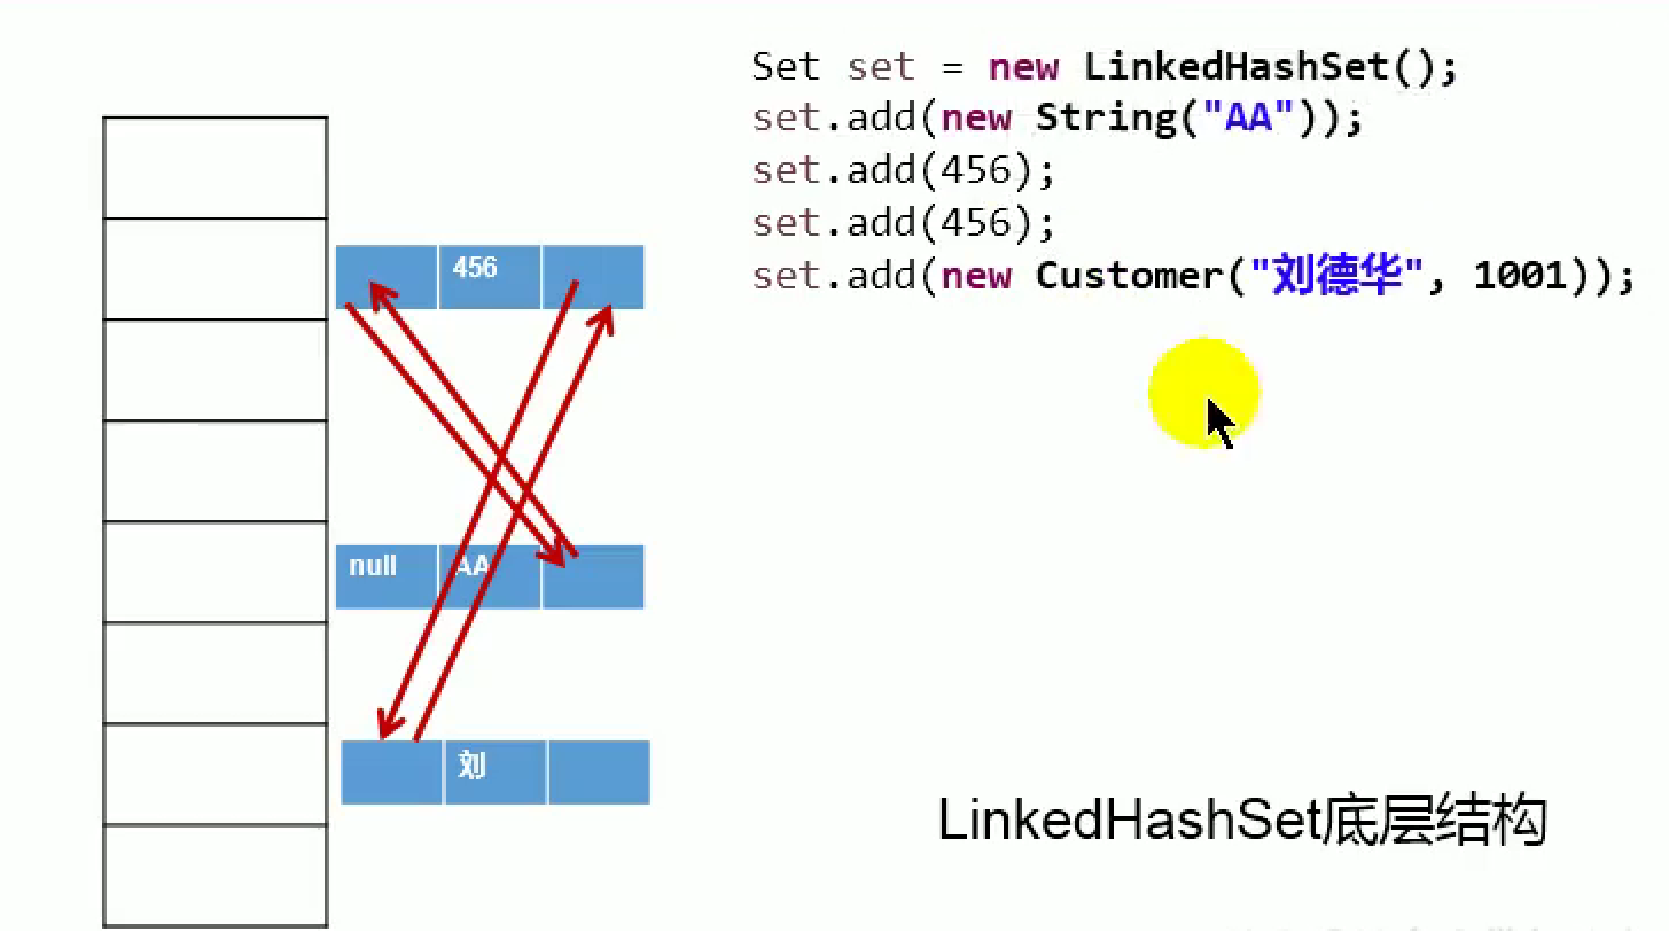 Set set = new LinkedHashSet();
set.add(new String("AA"));
set.add(456);
set.add(456);
set.add(new Customer("刘德华", 1001));
456
null AA
刘
LinkedHashSet底层结构